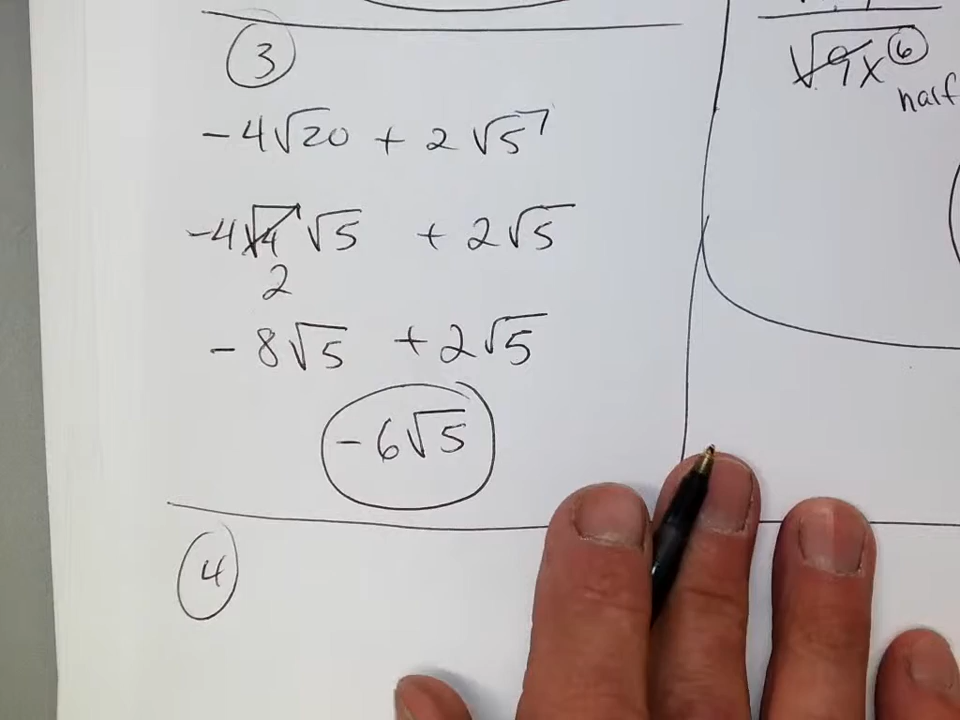 3
-4√20 + 2√5
-4√4 √5 + 2√5
2
-8√5 + 2√5
-6√5
4
√9x⁶
half